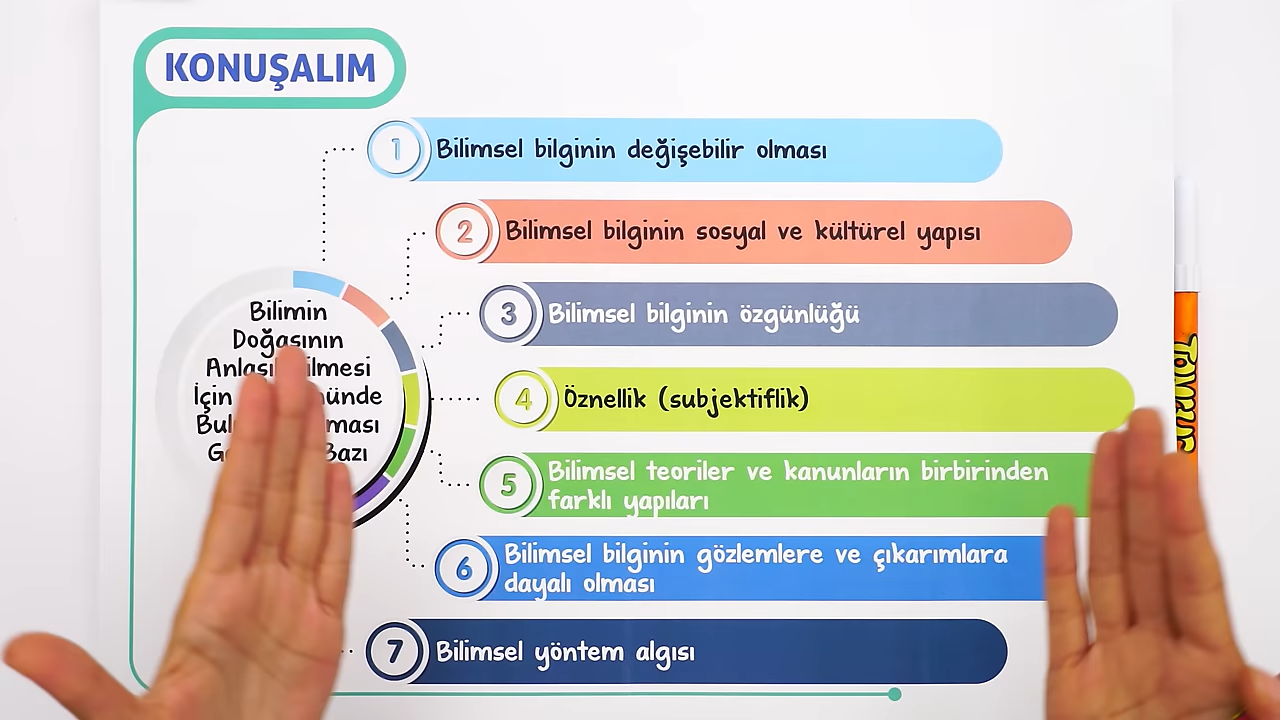 KONUŞALIM
1 Bilimsel bilginin değişebilir olması
2 Bilimsel bilginin sosyal ve kültürel yapısı
3 Bilimsel bilginin özgünlüğü
4 Öznellik (subjektiflik)
5 Bilimsel teoriler ve kanunların birbirinden
farklı yapıları
6 Bilimsel bilginin gözlemlere ve çıkarımlara
dayalı olması
7 Bilimsel yöntem algısı
Bilimin
Doğasının
İçin
Bazı